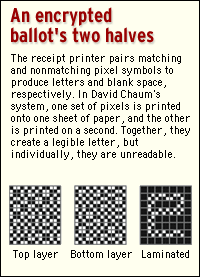 An encrypted
ballot's two halves
The receipt printer pairs matching
and nonmatching pixel symbols to
produce letters and blank space,
respectively. In David Chaum's
system, one set of pixels is printed
onto one sheet of paper, and the other
is printed on a second. Together, they
create a legible letter, but
individually, they are unreadable.
e
Top layer Bottom layer Laminated